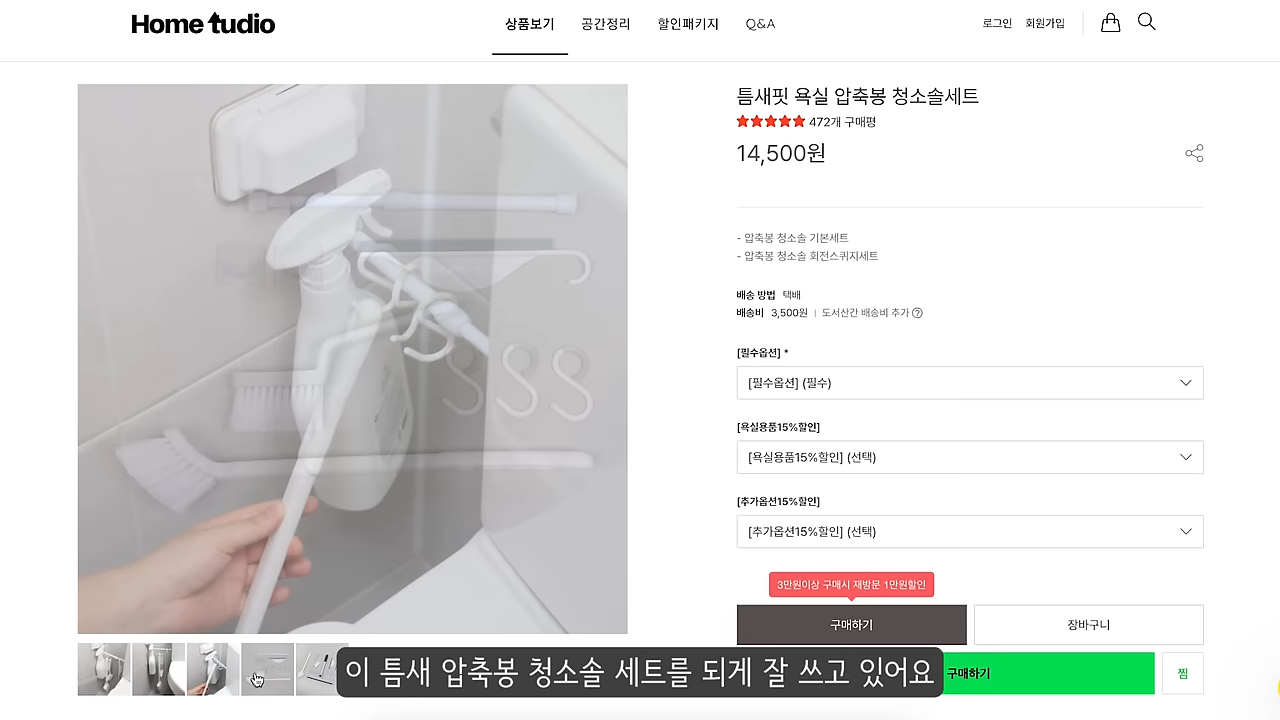 Home tudio
상품보기
공간정리
할인패키지
Q&A
로그인
회원가입
틈새핏 욕실 압축봉 청소솔세트
472개 구매평
14,500원
- 압축봉 청소솔 기본세트
- 압축봉 청소솔 회전스퀴지세트
배송 방법 택배
배송비 3,500원 | 도서산간 배송비 추가 ?
[필수옵션] *
[필수옵션] (필수)
[욕실용품15%할인]
[욕실용품15%할인] (선택)
[추가옵션15%할인]
[추가옵션15%할인] (선택)
3만원이상 구매시 재방문 1만원할인
구매하기
장바구니
구매하기
찜
이 틈새 압축봉 청소솔 세트를 되게 잘 쓰고 있어요